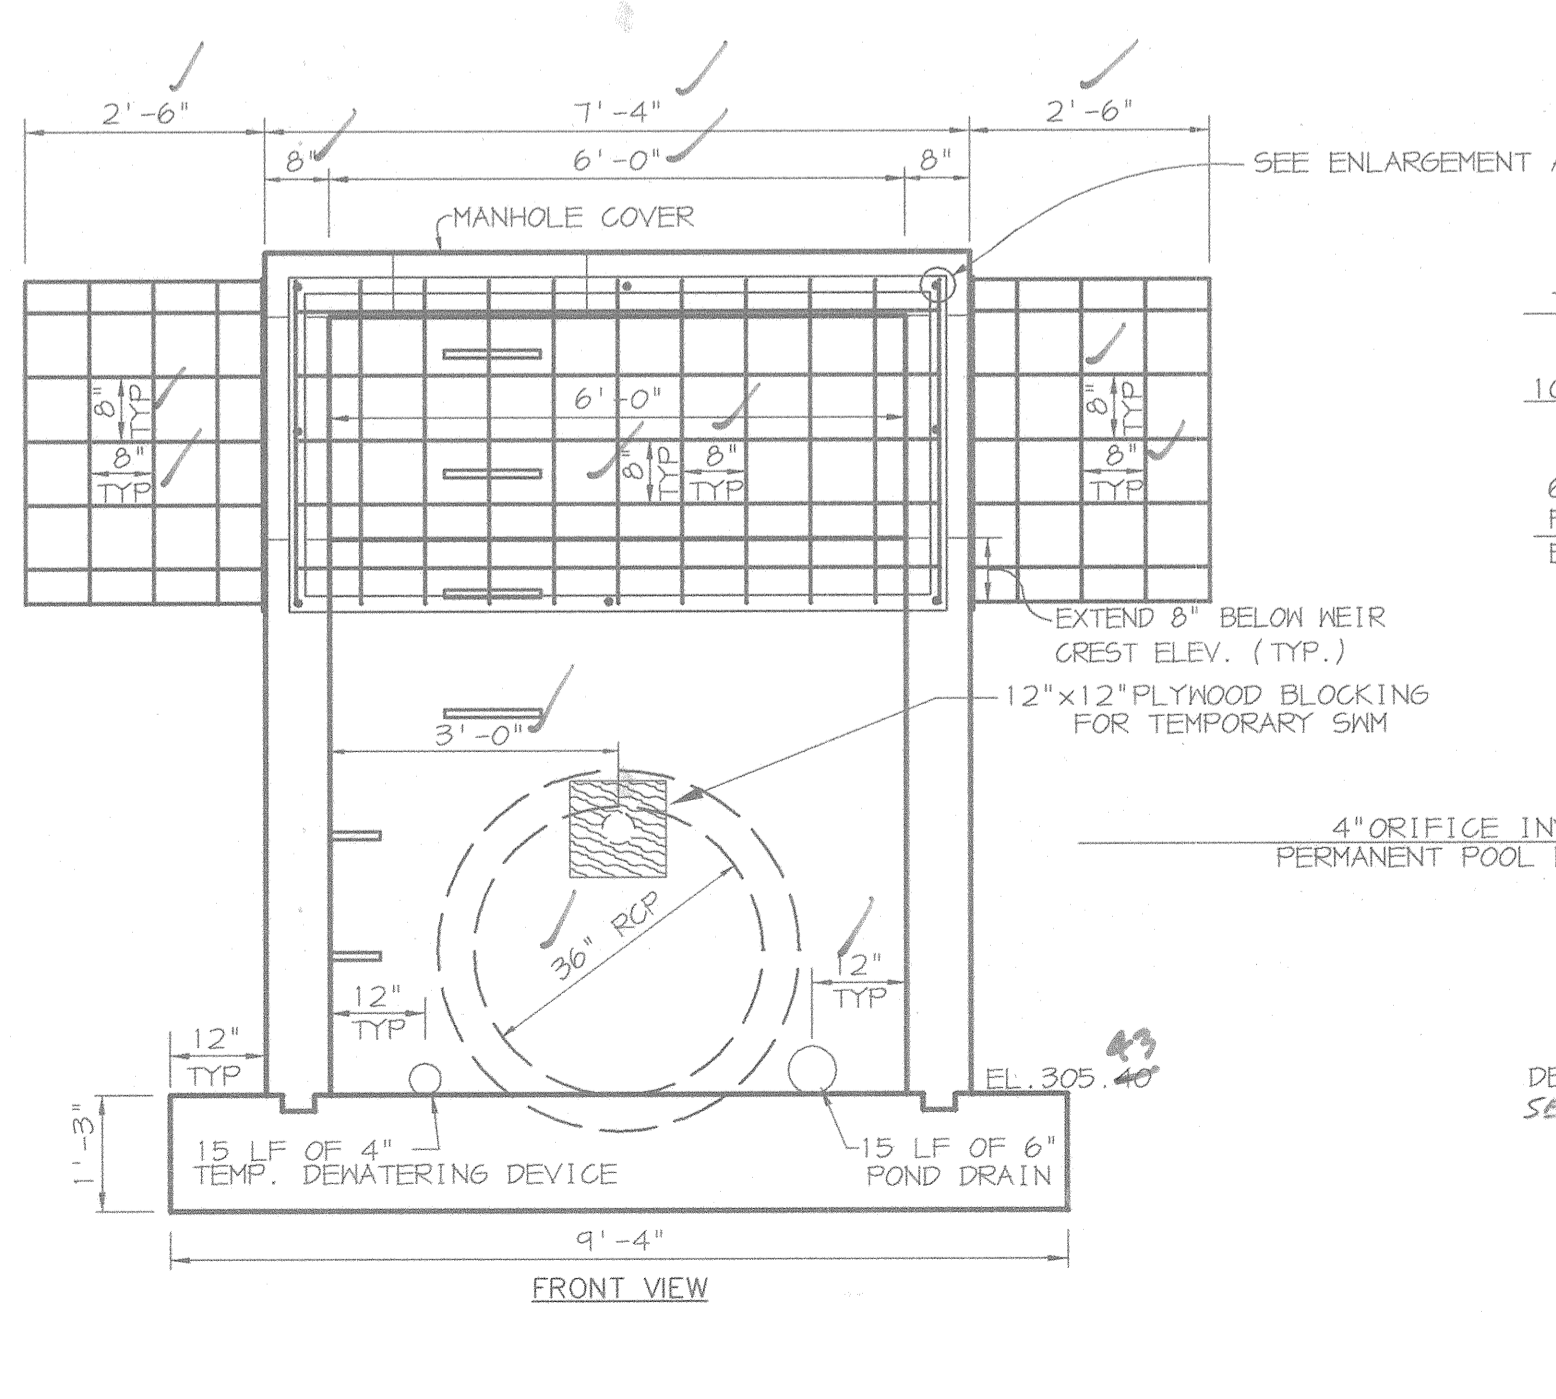 2'-6"
7'-4"
2'-6"
8"
6'-0"
8"
SEE ENLARGEMENT
MANHOLE COVER
8"
TYP
8"
TYP
6'-0"
8"
TYP
8"
TYP
8"
TYP
8"
TYP
10
EXTEND 8" BELOW WEIR
CREST ELEV. (TYP.)
12"x12"PLYWOOD BLOCKING
FOR TEMPORARY SWM
3'-0"
4"ORIFICE IN
PERMANENT POOL
36" RCP
12"
TYP
12"
TYP
12"
TYP
43
EL.305.40
DE
1'-3"
15 LF OF 4"
TEMP. DEWATERING DEVICE
15 LF OF 6"
POND DRAIN
9'-4"
FRONT VIEW